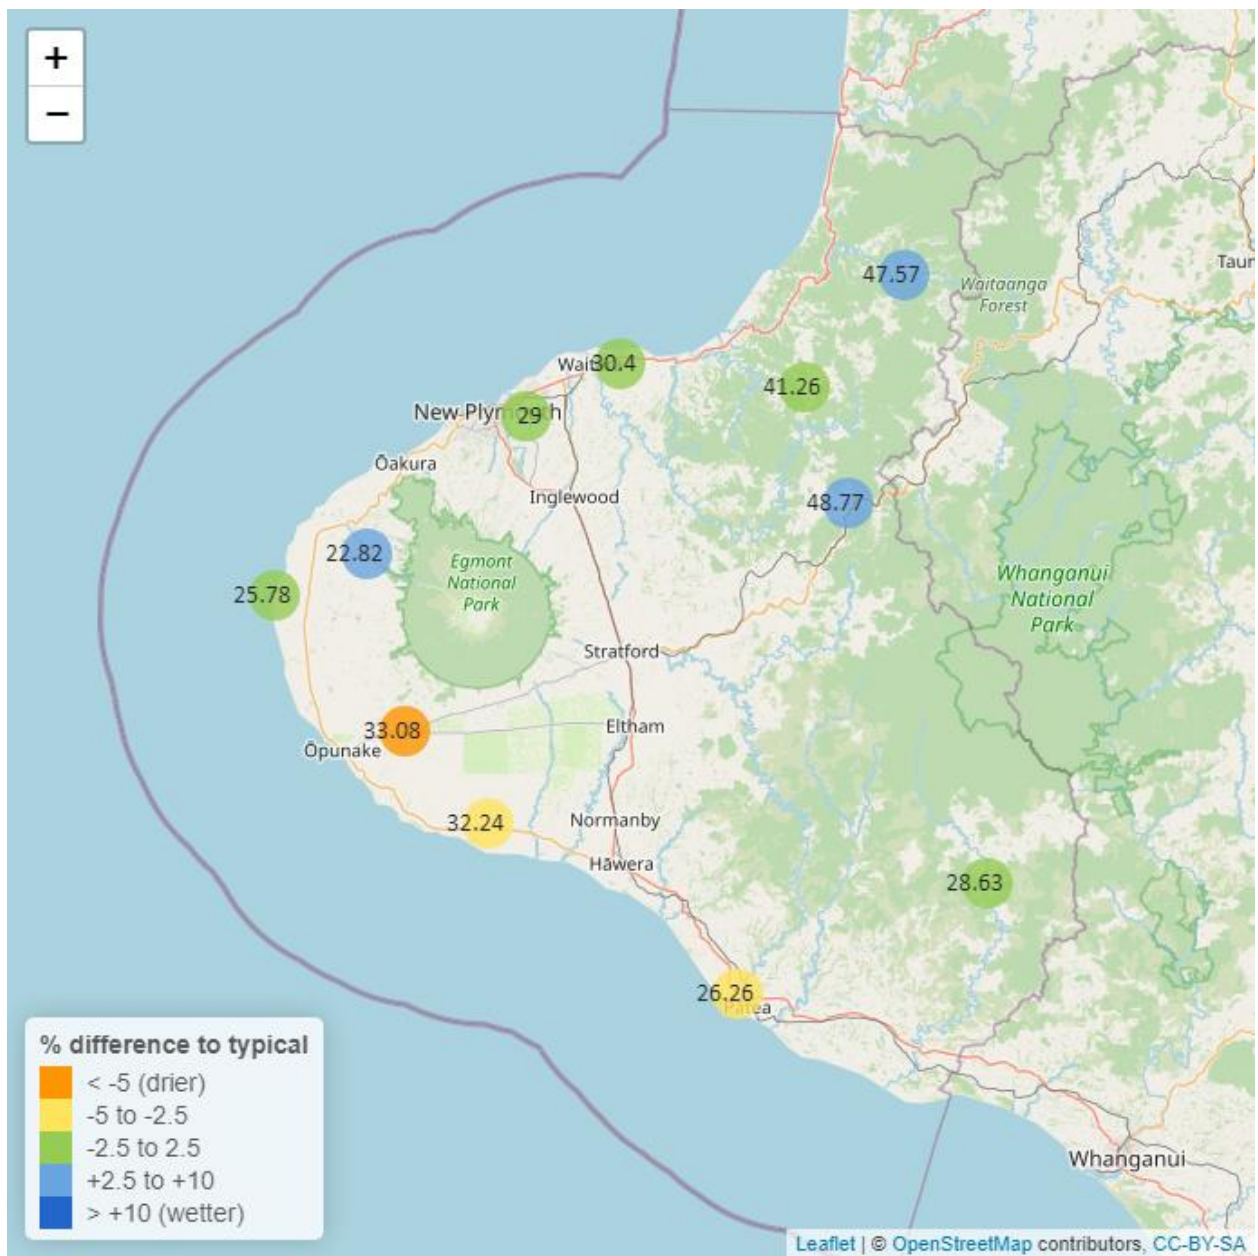 +
−
47.57
Waitaanga
Forest
Taun
Wait
30.4
41.26
New Plymouth
29
Ōakura
Inglewood
48.77
22.82
Egmont
National
Park
25.78
Whanganui
National
Park
Stratford
33.08
Eltham
Ōpunake
32.24
Normanby
Hāwera
28.63
26.26
Patea
% difference to typical
< -5 (drier)
-5 to -2.5
-2.5 to 2.5
+2.5 to +10
> +10 (wetter)
Whanganui
Leaflet | © OpenStreetMap contributors, CC-BY-SA